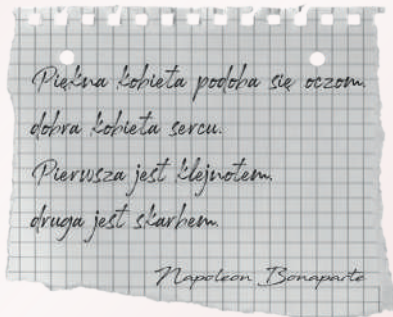 Piękna kobieta podoba się oczom.
dobra kobieta sercu.
Pierwsza jest klejnotem.
druga jest skarbem.
Napoleon Bonaparte